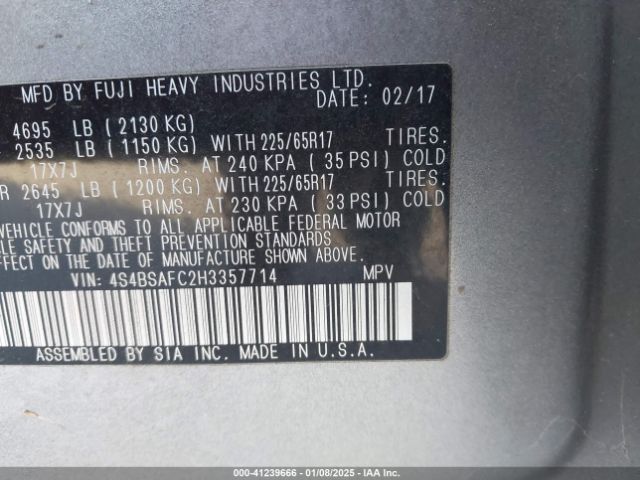 MFD BY FUJI HEAVY INDUSTRIES LTD.
DATE: 02/17
4695 LB ( 2130 KG)
2535 LB ( 1150 KG) WITH 225/65R17 TIRES.
17X7J RIMS. AT 240 KPA ( 35 PSI) COLD
R 2645 LB ( 1200 KG) WITH 225/65R17 TIRES.
17X7J RIMS. AT 230 KPA ( 33 PSI) COLD
VEHICLE CONFORMS TO ALL APPLICABLE FEDERAL MOTOR
LE SAFETY AND THEFT PREVENTION STANDARDS
T ON THE DATE OF MANUFACTURE SHOWN ABOVE.
VIN: 4S4BSAFC2H3357714 MPV
ASSEMBLED BY SIA INC. MADE IN U.S.A.
000-41239666 - 01/08/2025 - IAA Inc.